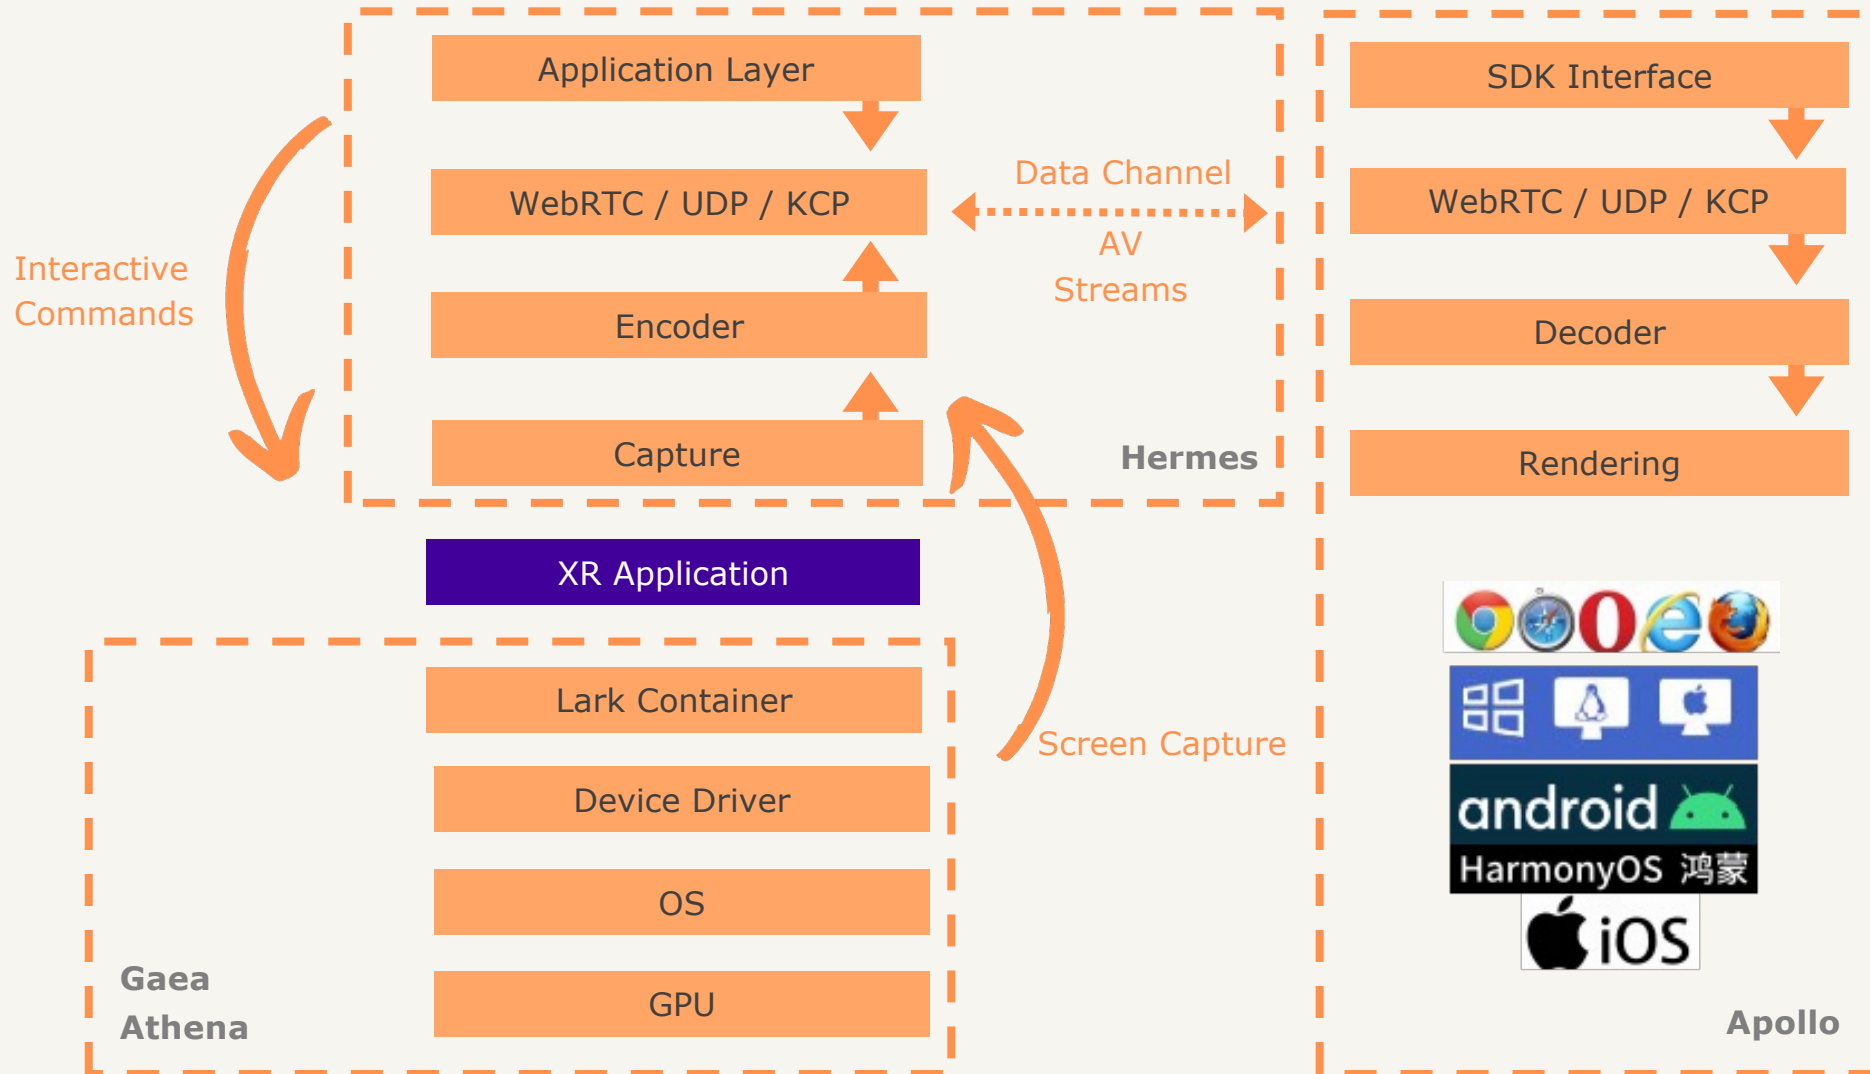 Application Layer
WebRTC / UDP / KCP
Encoder
Capture
Hermes
Interactive
Commands
Data Channel
AV
Streams
XR Application
Lark Container
Device Driver
OS
GPU
Gaea
Athena
Screen Capture
SDK Interface
WebRTC / UDP / KCP
Decoder
Rendering
android
HarmonyOS 鸿蒙
iOS
Apollo